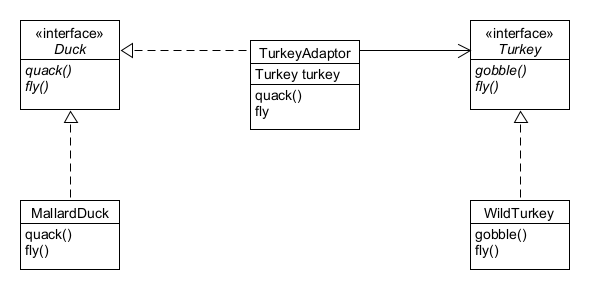 «interface»
Duck
quack()
fly()
TurkeyAdaptor
Turkey turkey
quack()
fly
«interface»
Turkey
gobble()
fly()
MallardDuck
quack()
fly()
WildTurkey
gobble()
fly()